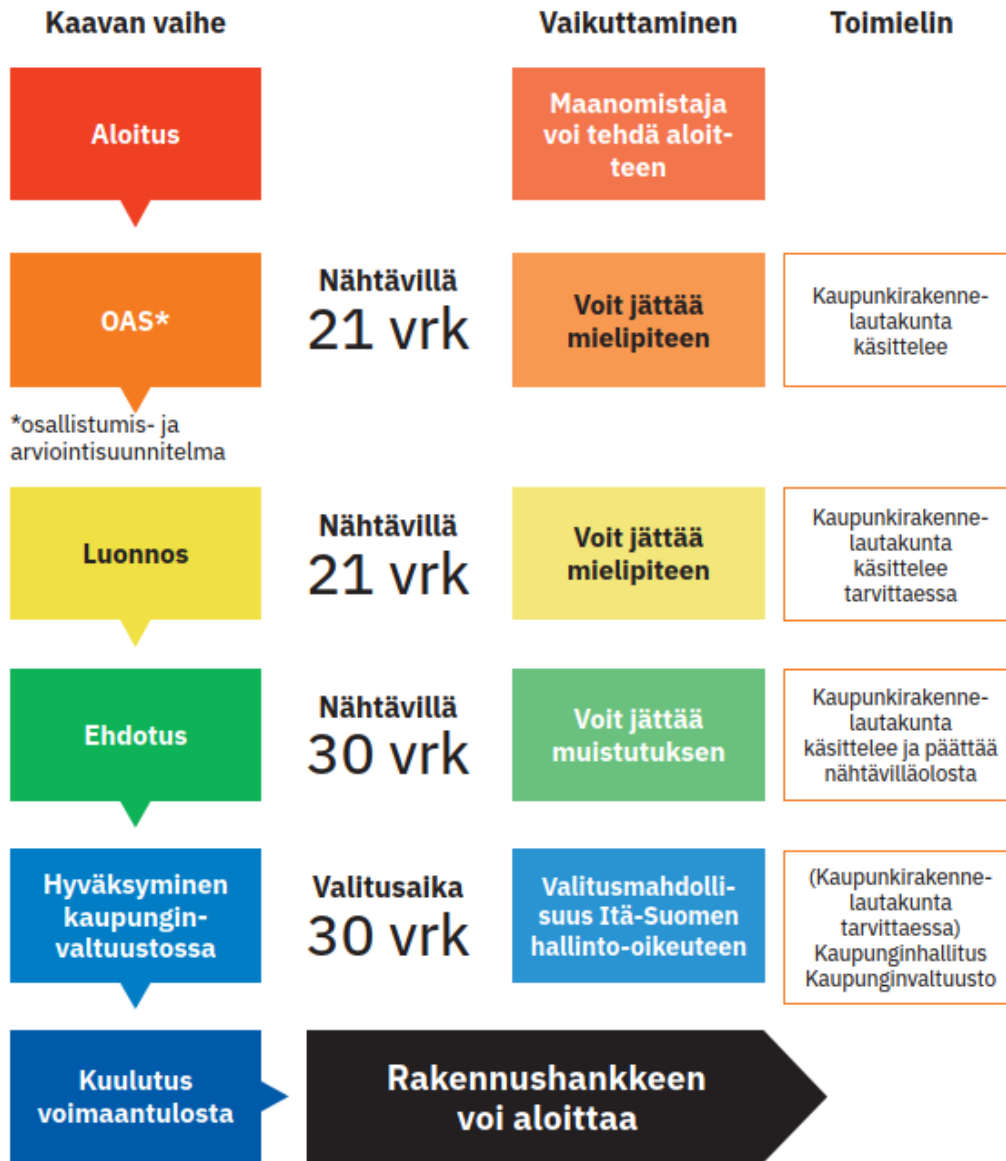 Kaavan vaihe
Vaikuttaminen
Toimielin
Aloitus
Maanomistaja
voi tehdä aloit-
teen
OAS*
Nähtävillä
21 vrk
Voit jättää
mielipiteen
Kaupunkirakenne-
lautakunta
käsittelee
*osallistumis- ja
arviointisuunnitelma
Luonnos
Nähtävillä
21 vrk
Voit jättää
mielipiteen
Kaupunkirakenne-
lautakunta
käsittelee
tarvittaessa
Ehdotus
Nähtävillä
30 vrk
Voit jättää
muistutuksen
Kaupunkirakenne-
lautakunta
käsittelee ja päättää
nähtävilläolosta
Hyväksyminen
kaupungin-
valtuustossa
Valitusaika
30 vrk
Valitusmahdolli-
suus Itä-Suomen
hallinto-oikeuteen
(Kaupunkirakenne-
lautakunta
tarvittaessa)
Kaupunginhallitus
Kaupunginvaltuusto
Kuulutus
voimaantulosta
Rakennushankkeen
voi aloittaa